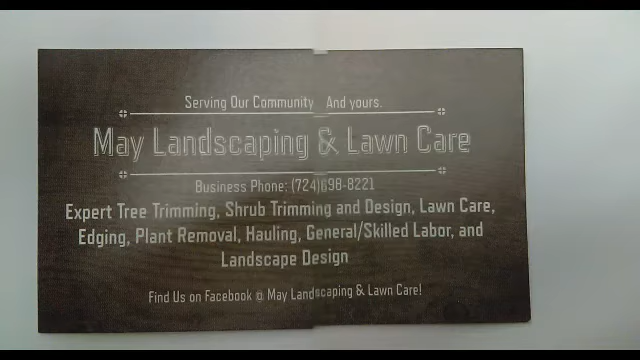 Serving Our Community And yours.
May Landscaping & Lawn Care
Business Phone: (724)698-8221
Expert Tree Trimming, Shrub Trimming and Design, Lawn Care,
Edging, Plant Removal, Hauling, General/Skilled Labor, and
Landscape Design
Find Us on Facebook @ May Landscaping & Lawn Care!